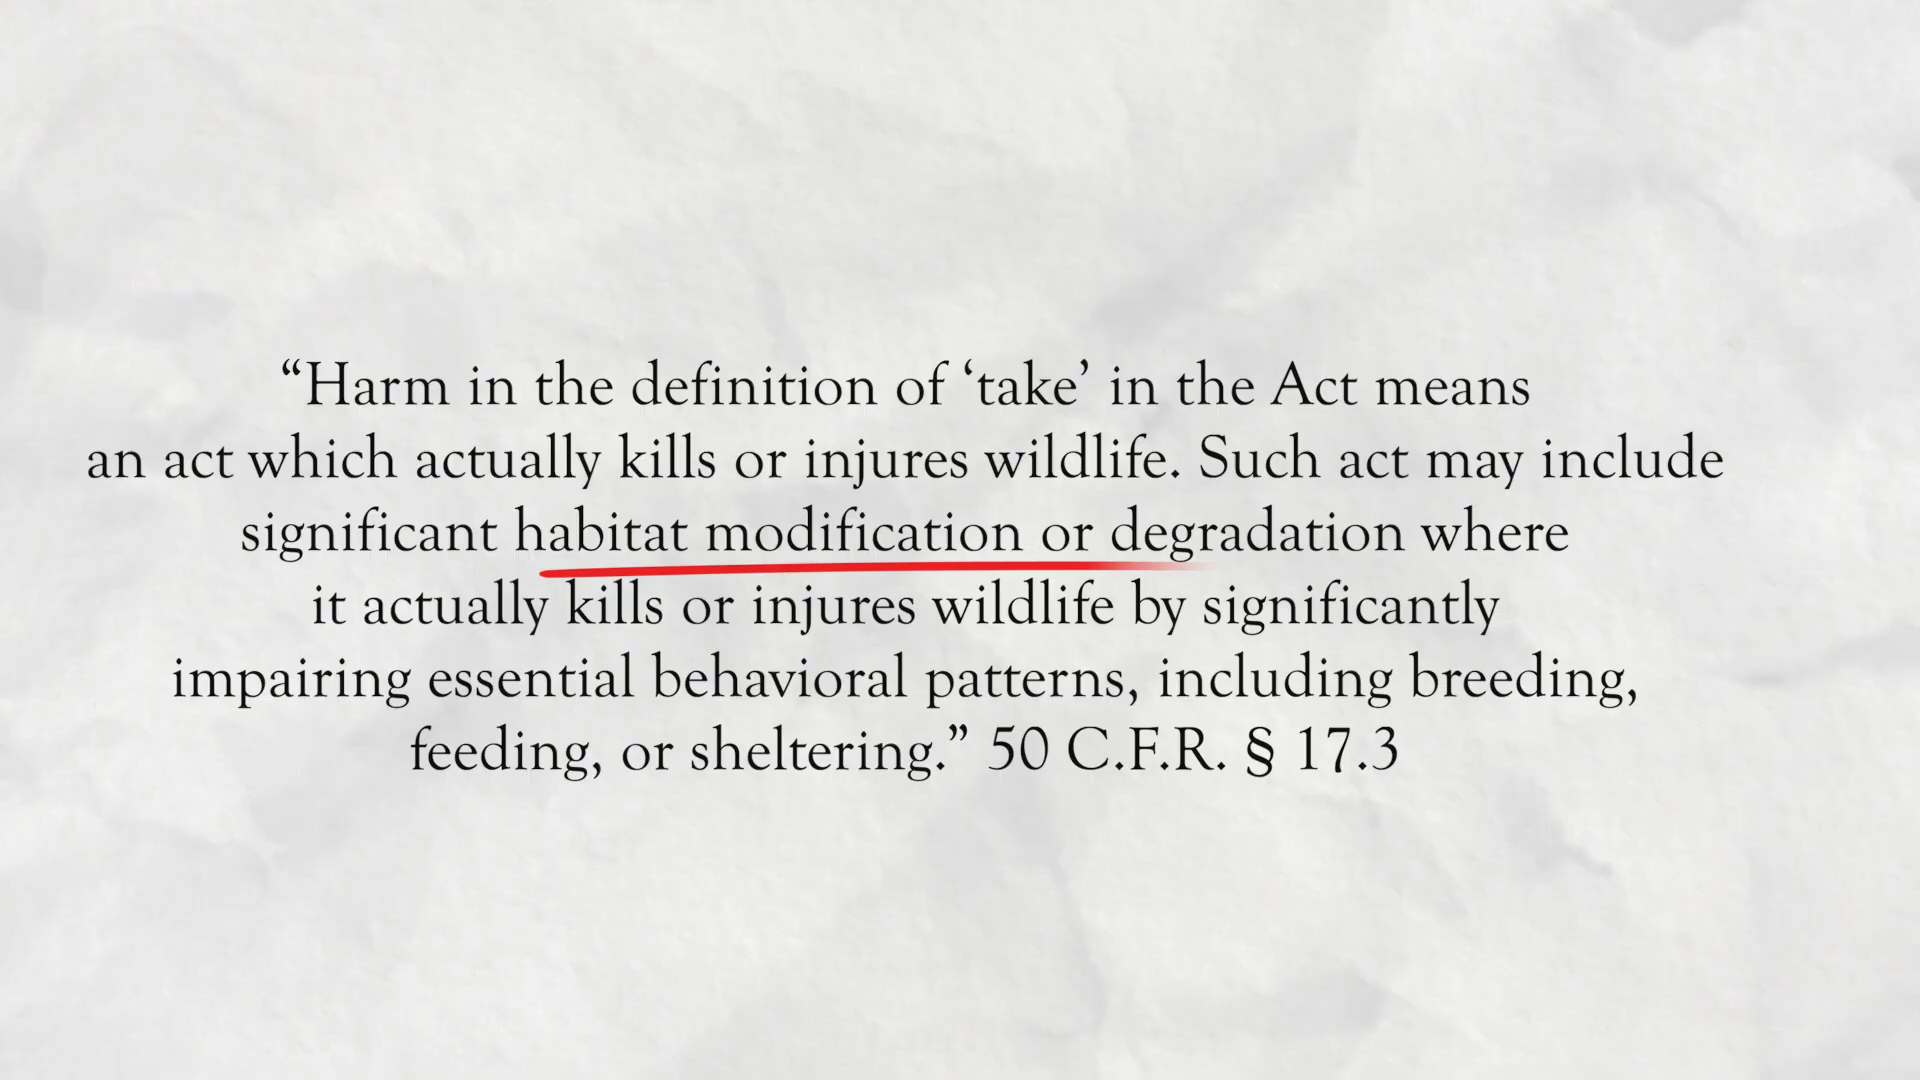 “Harm in the definition of ‘take’ in the Act means
an act which actually kills or injures wildlife. Such act may include
significant habitat modification or degradation where
it actually kills or injures wildlife by significantly
impairing essential behavioral patterns, including breeding,
feeding, or sheltering.” 50 C.F.R. § 17.3